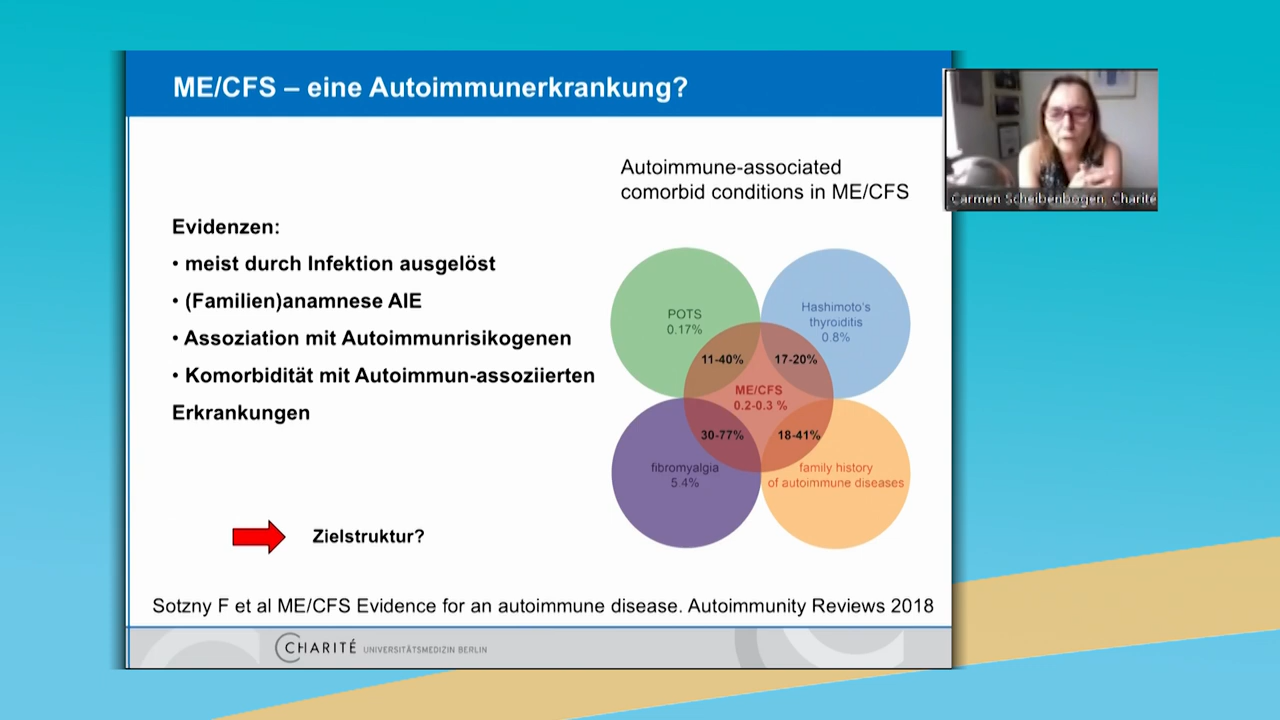 ME/CFS – eine Autoimmunerkrankung?
Autoimmune-associated
comorbid conditions in ME/CFS
Evidenzen:
• meist durch Infektion ausgelöst
• (Familien)anamnese AIE
• Assoziation mit Autoimmunrisikogenen
• Komorbidität mit Autoimmun-assoziierten
Erkrankungen
POTS
0.17%
Hashimoto's
thyroiditis
0.8%
11-40%
17-20%
ME/CFS
0.2-0.3 %
30-77%
18-41%
fibromyalgia
5.4%
family history
of autoimmune diseases
Zielstruktur?
Sotzny F et al ME/CFS Evidence for an autoimmune disease. Autoimmunity Reviews 2018
CHARITÉ UNIVERSITÄTSMEDIZIN BERLIN
Carmen Scheibenbogen, Charité